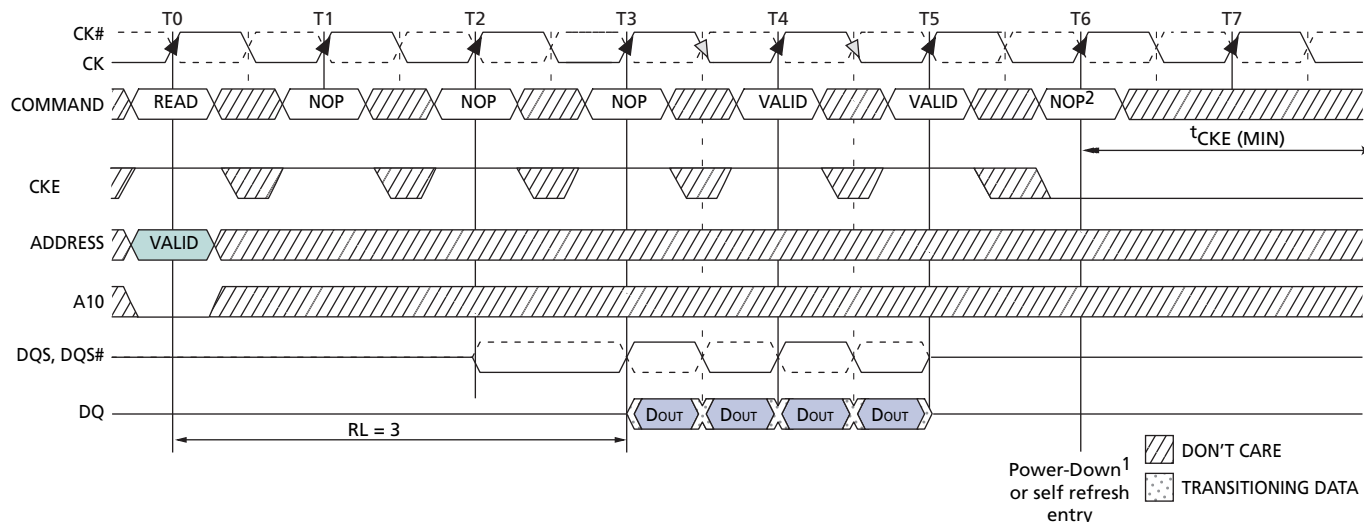 T0 T1 T2 T3 T4 T5 T6 T7
CK#
CK
COMMAND READ NOP NOP NOP VALID VALID NOP2
tCKE (MIN)
CKE
ADDRESS VALID
A10
DQS, DQS#
DQ DOUT DOUT DOUT DOUT
RL = 3
Power-Down1
or self refresh
entry
DON'T CARE
TRANSITIONING DATA